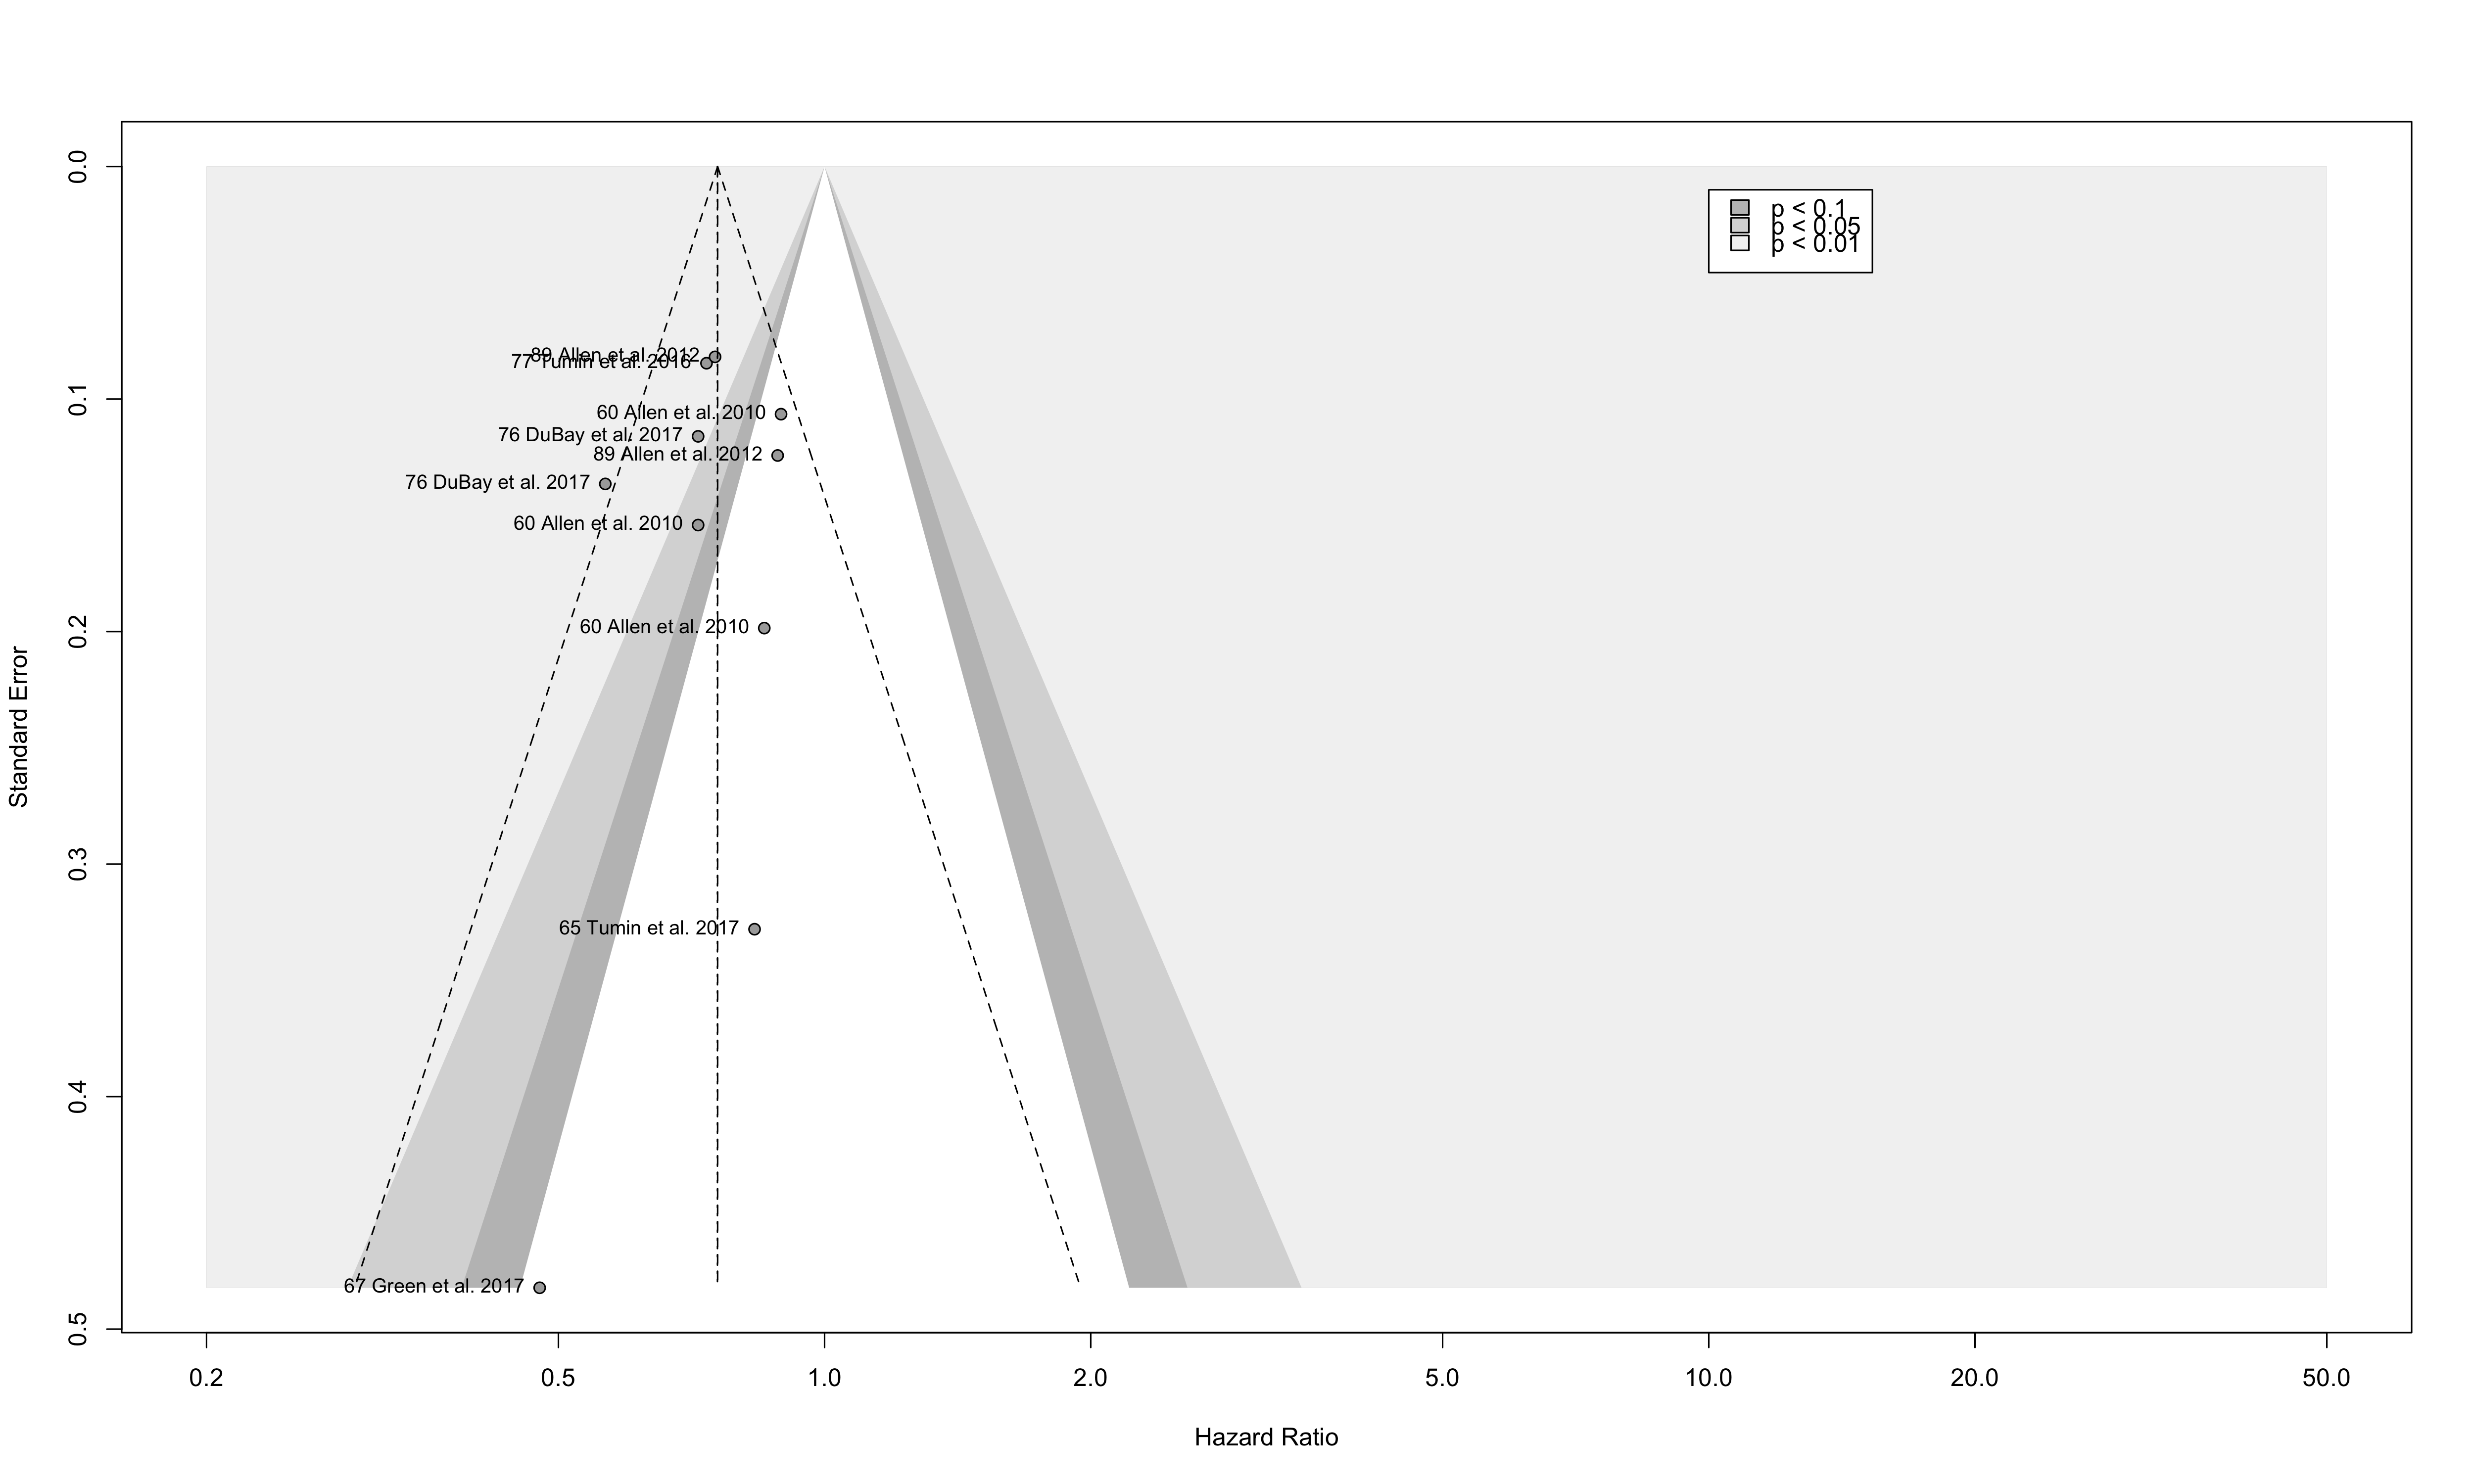 0.0
0.1
0.2
0.3
0.4
0.5
Standard Error
p < 0.1
p < 0.05
p < 0.01
89 Allen et al. 2012
77 Tumin et al. 2016
60 Allen et al. 2010
76 DuBay et al. 2017
89 Allen et al. 2012
76 DuBay et al. 2017
60 Allen et al. 2010
60 Allen et al. 2010
65 Tumin et al. 2017
67 Green et al. 2017
0.2 0.5 1.0 2.0 5.0 10.0 20.0 50.0
Hazard Ratio